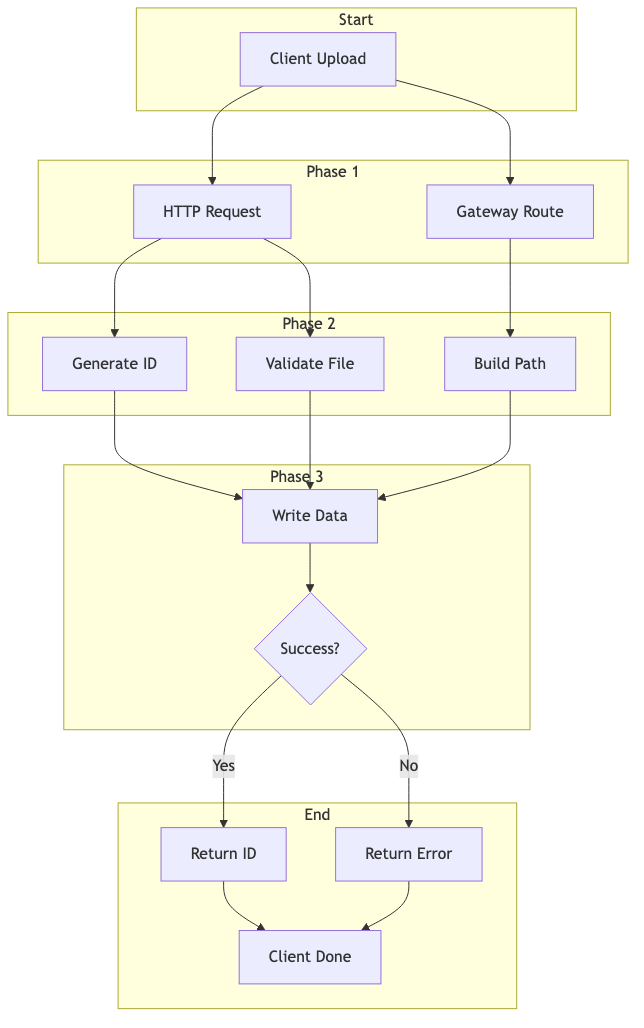 Start
Client Upload
Phase 1
HTTP Request
Gateway Route
Phase 2
Generate ID
Validate File
Build Path
Phase 3
Write Data
Success?
Yes
No
End
Return ID
Return Error
Client Done